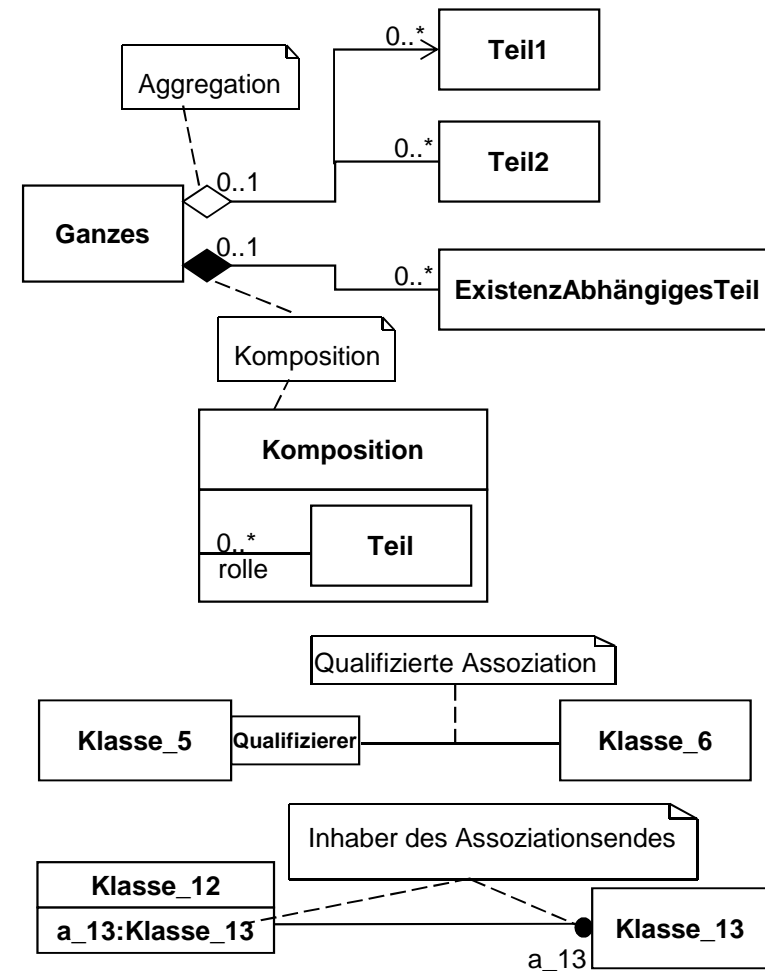 0..*
Teil1
Aggregation
0..*
Teil2
0..1
Ganzes
0..1
0..*
ExistenzAbhängigesTeil
Komposition
Komposition
0..*
Teil
rolle
Qualifizierte Assoziation
Klasse_5
Qualifizierer
Klasse_6
Inhaber des Assoziationsendes
Klasse_12
a_13:Klasse_13
Klasse_13
a_13